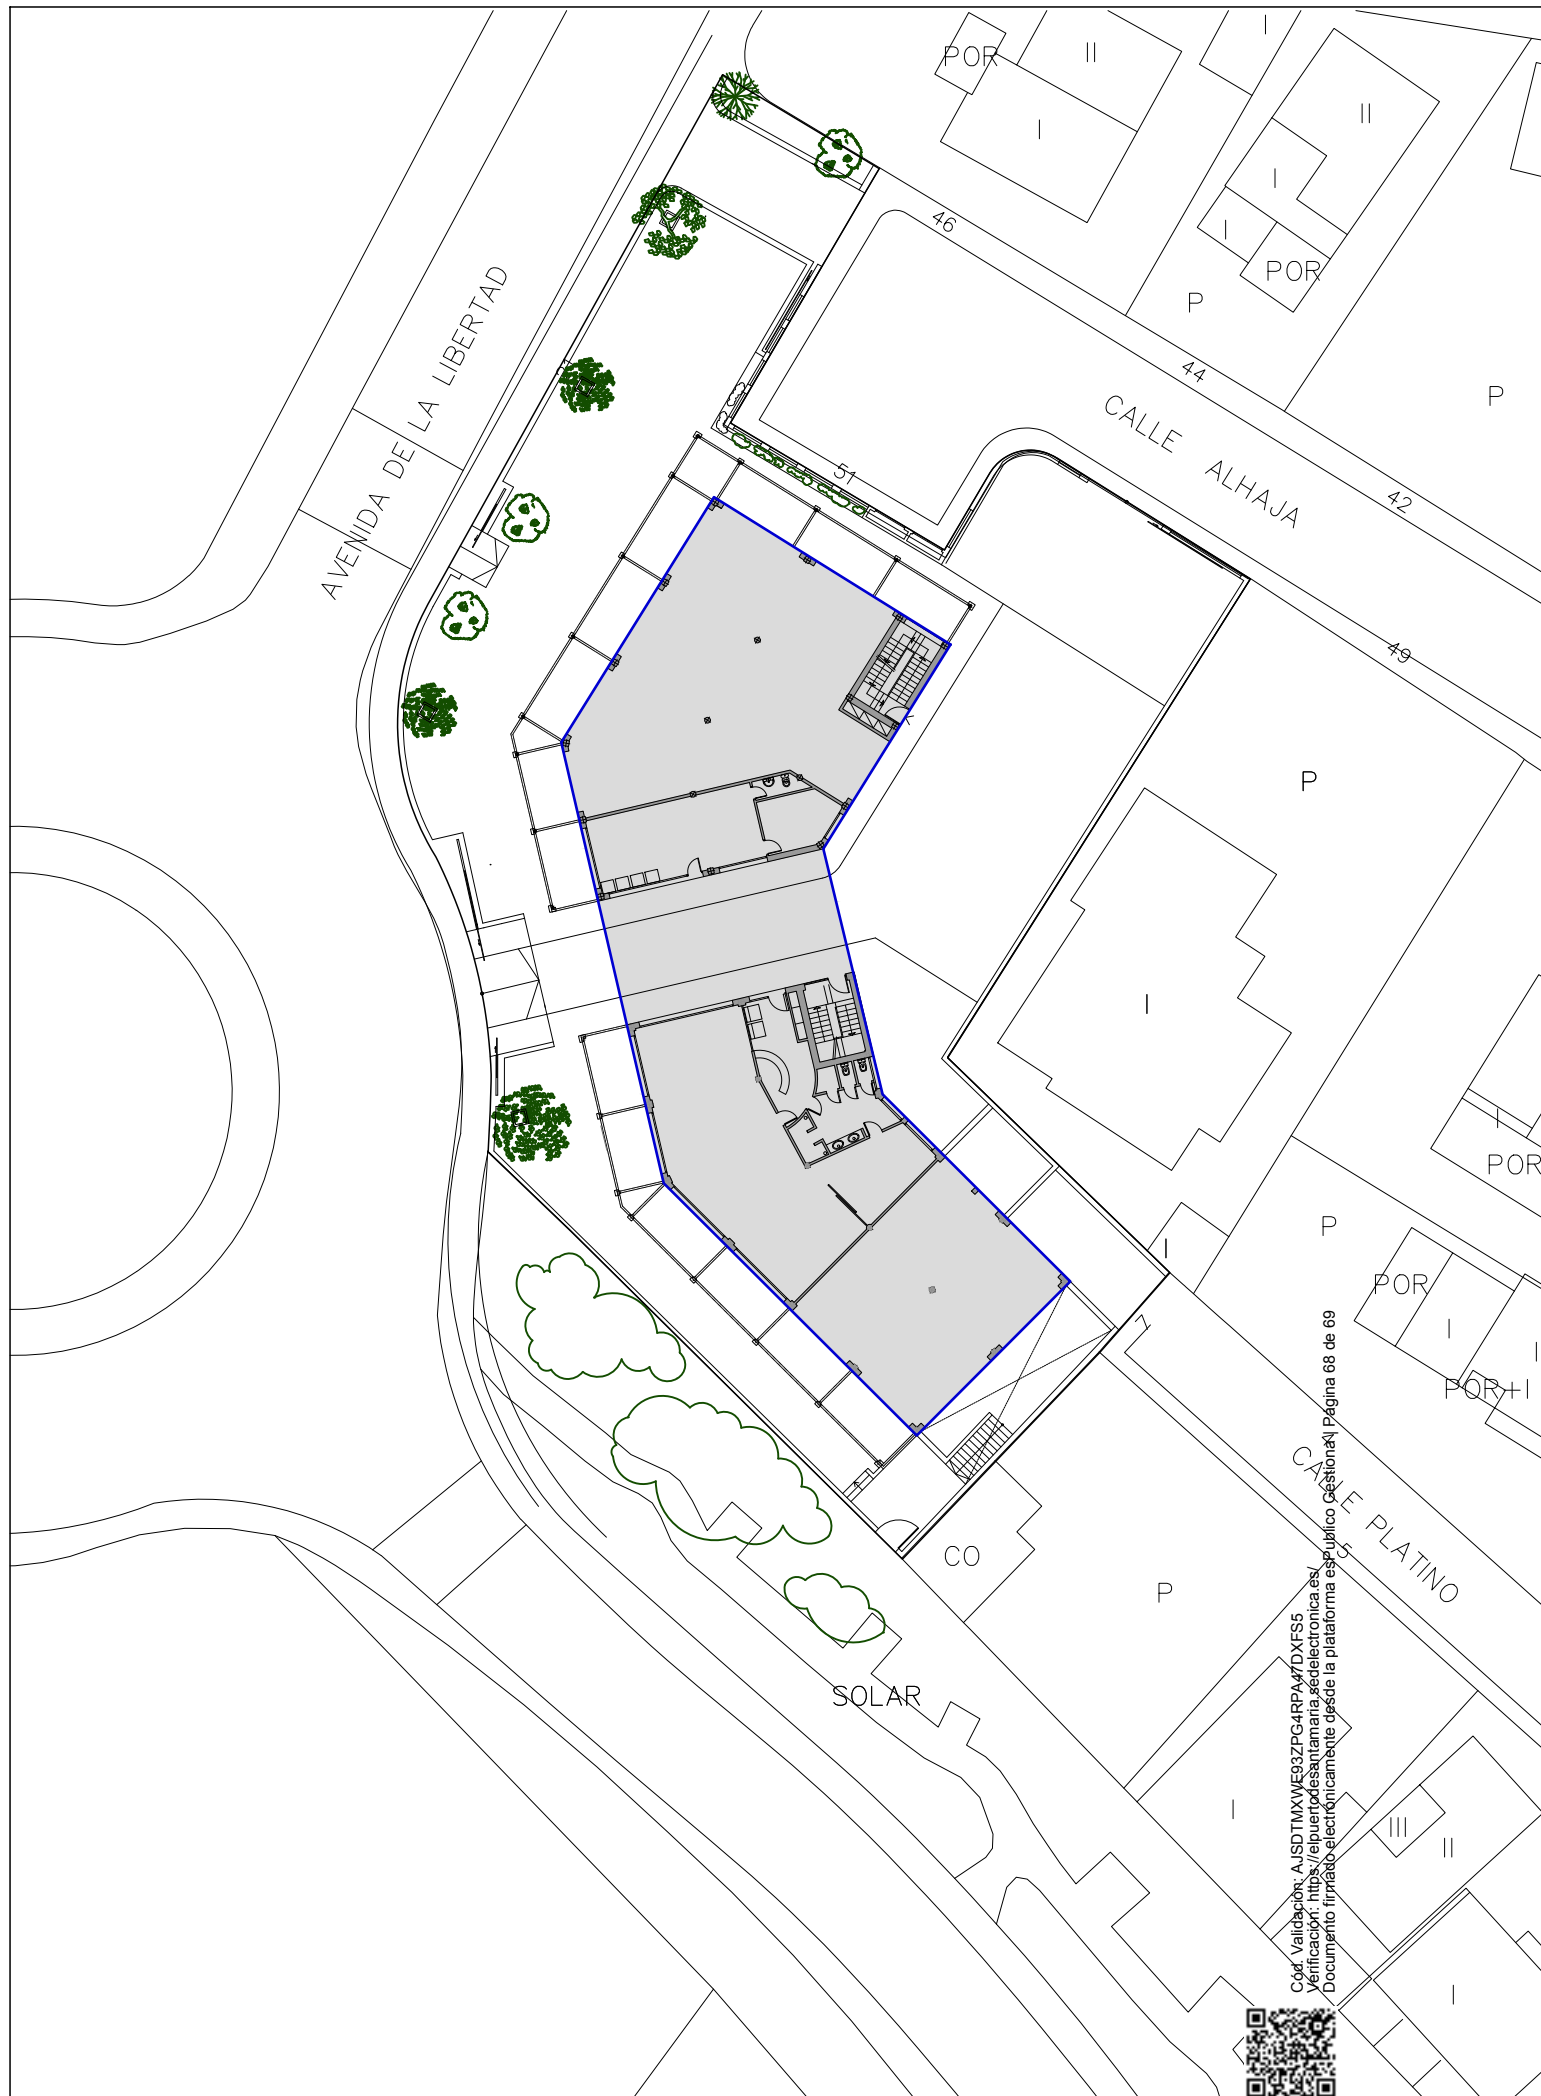 POR
II
I
I
II
I
I
POR
46
P
AVENIDA DE LA LIBERTAD
44
P
CALLE ALHAJA
51
42
49
P
I
I
POR
P
I
POR
I
I
7
POR+I
CALLE PLATINO
5
CO
P
SOLAR
I
III
II
I
Cód. Validación: AJSDTMXWE93ZPG4RPA47DXFS5
Verificación: https://elpuertodesantamaria.sedelectronica.es/
Documento firmado electrónicamente desde la plataforma esPublico Gestiona | Página 68 de 69